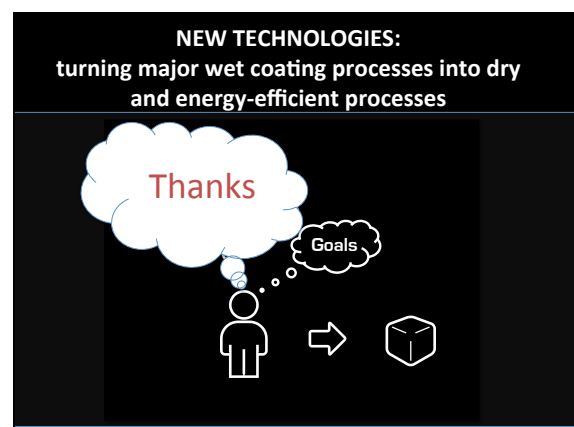 NEW TECHNOLOGIES:
turning major wet coating processes into dry
and energy-efficient processes
Thanks
Goals